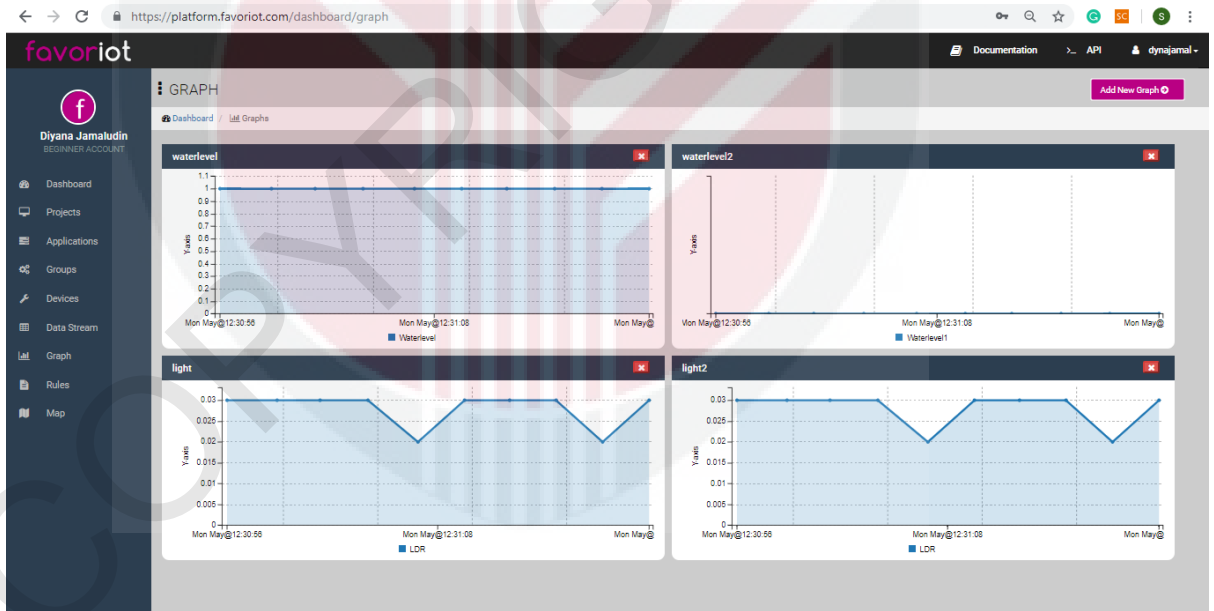 https://platform.favoriot.com/dashboard/graph
favoriot
Documentation
>_ API
dynajamal
f
Diyana Jamaludin
BEGINNER ACCOUNT
Dashboard
Projects
Applications
Groups
Devices
Data Stream
Graph
Rules
Map
GRAPH
Add New Graph
Dashboard / Graphs
waterlevel
1.1
1
0.9
0.8
0.7
0.6
0.5
0.4
0.3
0.2
0.1
0
Y-axis
Mon May@12:30:56 Mon May@12:31:08 Mon May@
Waterlevel
waterlevel2
Y-axis
Mon May@12:30:56 Mon May@12:31:08 Mon May@
Waterlevel1
light
0.03
0.025
0.02
0.015
0.01
0.005
0
Y-axis
Mon May@12:30:56 Mon May@12:31:08 Mon May@
LDR
light2
0.03
0.025
0.02
0.015
0.01
0.005
0
Y-axis
Mon May@12:30:56 Mon May@12:31:08 Mon May@
LDR
G
SC
S
COPYRIG